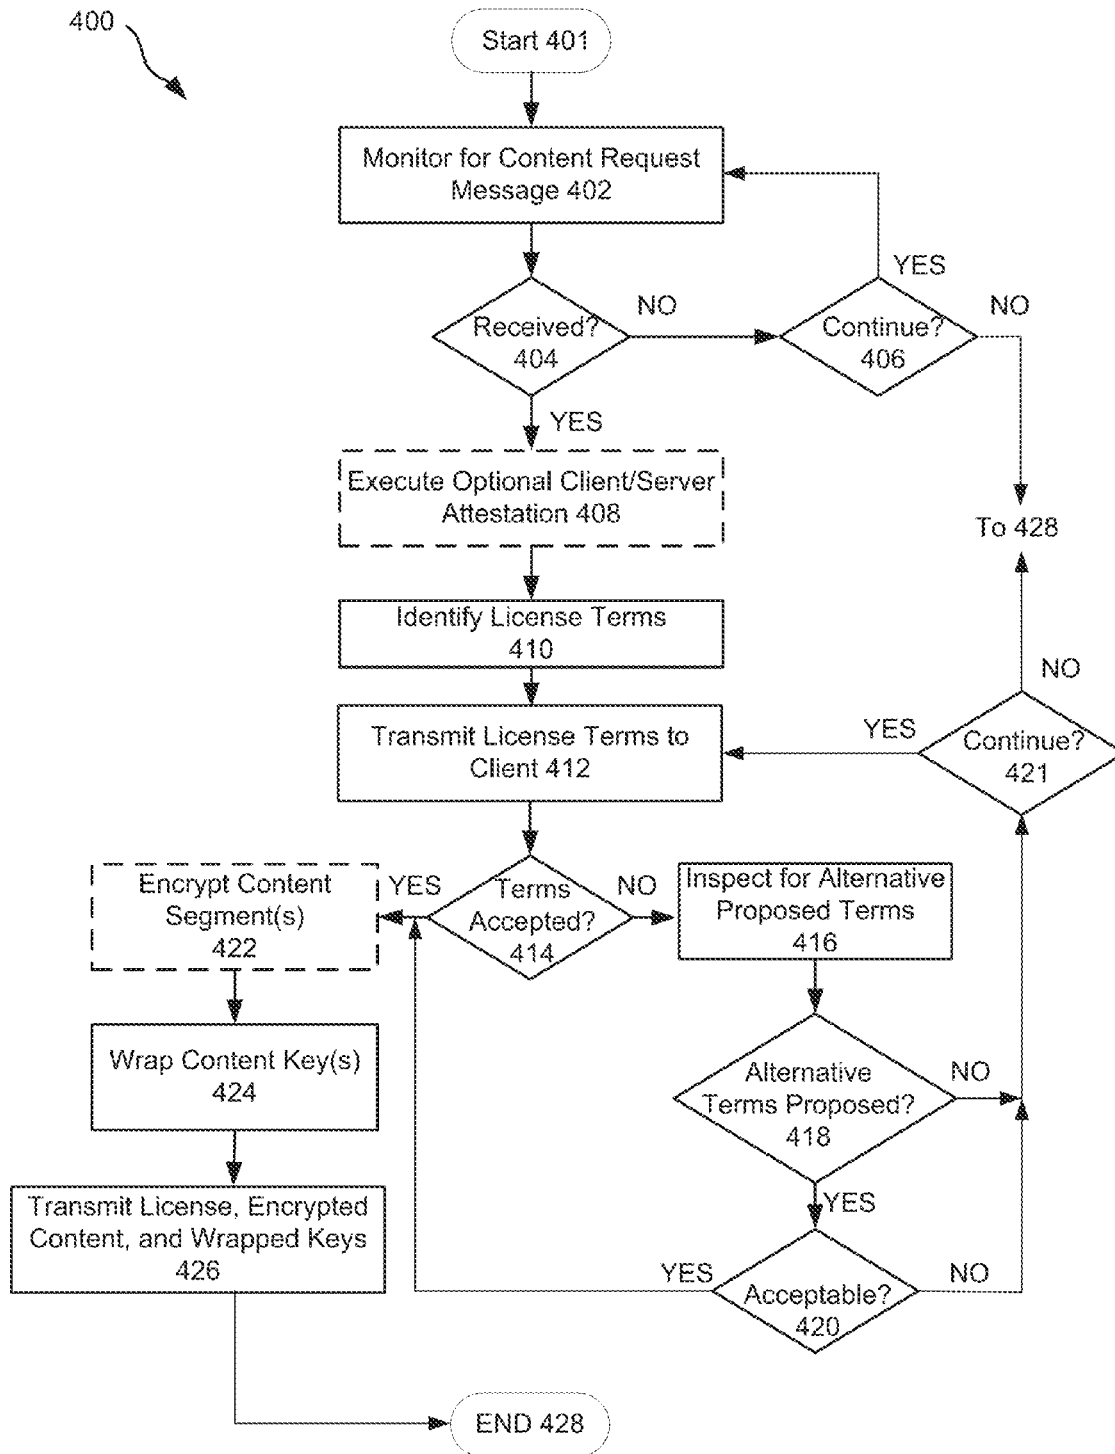 400
Start 401
Monitor for Content Request
Message 402
YES
NO
NO
Received?
404
Continue?
406
YES
Execute Optional Client/Server
Attestation 408
To 428
Identify License Terms
410
NO
Transmit License Terms to
Client 412
YES
Continue?
421
Encrypt Content
Segment(s)
422
YES
Terms
Accepted?
414
NO
Inspect for Alternative
Proposed Terms
416
Wrap Content Key(s)
424
Alternative
Terms Proposed?
418
NO
YES
Transmit License, Encrypted
Content, and Wrapped Keys
426
YES
Acceptable?
420
NO
END 428